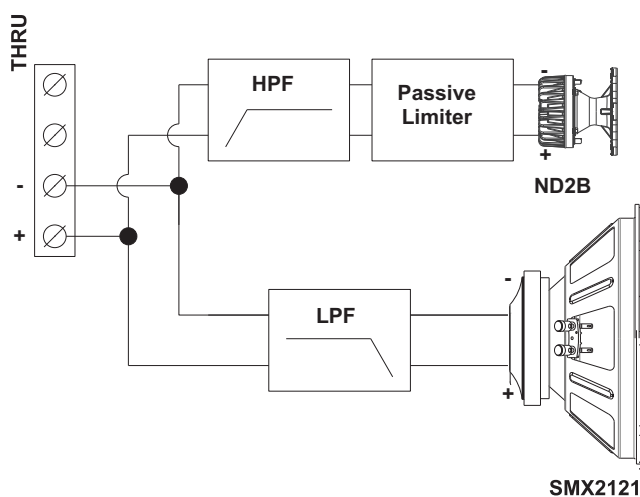 THRU
HPF
Passive
Limiter
-
+
ND2B
-
+
LPF
-
+
SMX2121